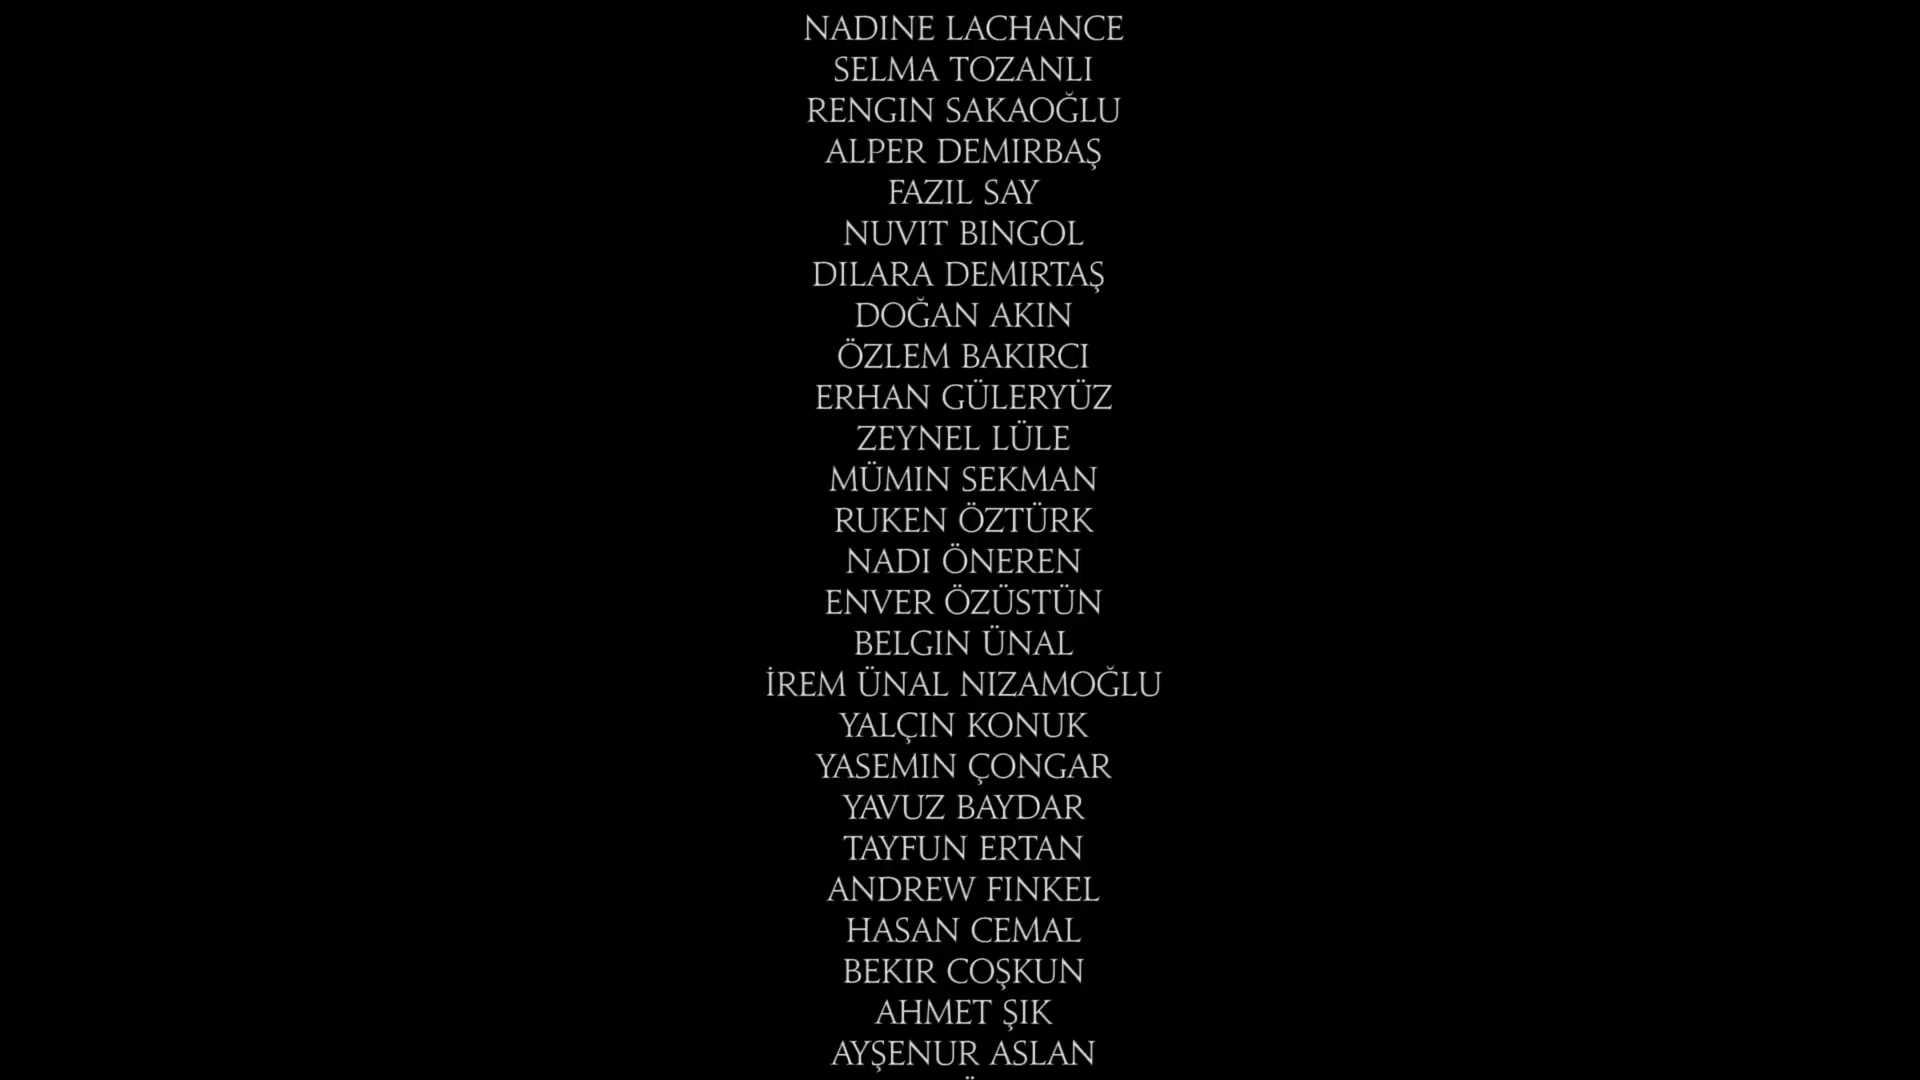 NADINE LACHANCE
SELMA TOZANLI
RENGIN SAKAOĞLU
ALPER DEMIRBAŞ
FAZIL SAY
NUVIT BINGOL
DILARA DEMIRTAŞ
DOĞAN AKIN
ÖZLEM BAKIRCI
ERHAN GÜLERYÜZ
ZEYNEL LÜLE
MÜMIN SEKMAN
RUKEN ÖZTÜRK
NADI ÖNEREN
ENVER ÖZÜSTÜN
BELGIN ÜNAL
İREM ÜNAL NIZAMOĞLU
YALÇIN KONUK
YASEMIN ÇONGAR
YAVUZ BAYDAR
TAYFUN ERTAN
ANDREW FINKEL
HASAN CEMAL
BEKIR COŞKUN
AHMET ŞIK
AYŞENUR ASLAN